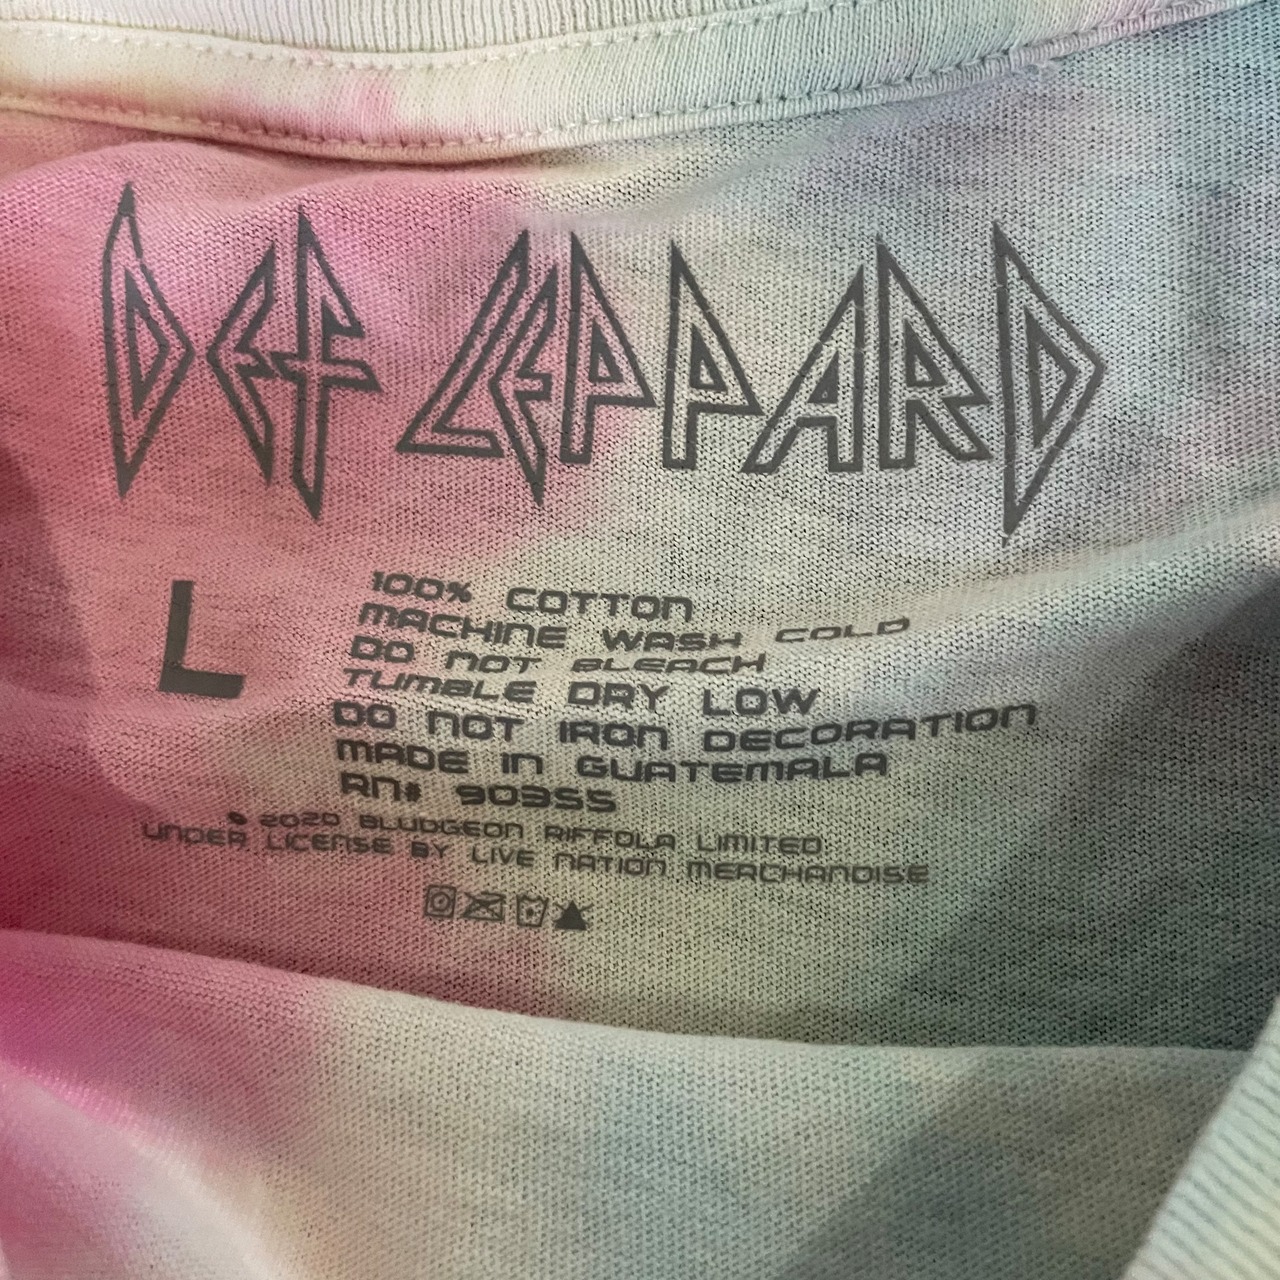 DEF LEPPARD
L
100% COTTON
MACHINE WASH COLD
DO NOT BLEACH
TUMBLE DRY LOW
DO NOT IRON DECORATION
MADE IN GUATEMALA
RN# 90355
© 2020 BLUDGEON RIFFOLA LIMITED.
UNDER LICENSE BY LIVE NATION MERCHANDISE